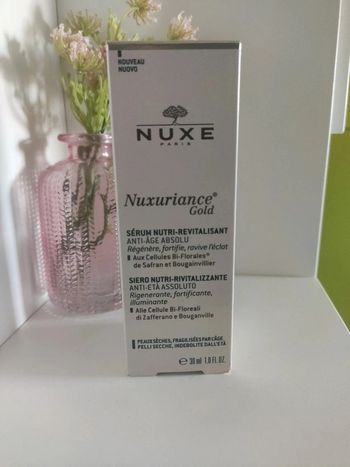 NOUVEAU
NUOVO
NUXE
PARIS
Nuxuriance®
Gold
SÉRUM NUTRI-REVITALISANT
ANTI-ÂGE ABSOLU
Régénère, fortifie, ravive l'éclat
Aux Cellules Bi-Florales®
de Safran et Bougainvillier
SIERO NUTRI-RIVITALIZZANTE
ANTI-ETÀ ASSOLUTO
Rigenerante, fortificante,
illuminante
Alle Cellule Bi-Floreali
di Zafferano e Bouganville
PEAUX SÈCHES, FRAGILISÉES PAR L'ÂGE
PELLI SECCHE, INDEBOLITE DALL'ETÀ
℮ 30 ml 1.0 FL.OZ.